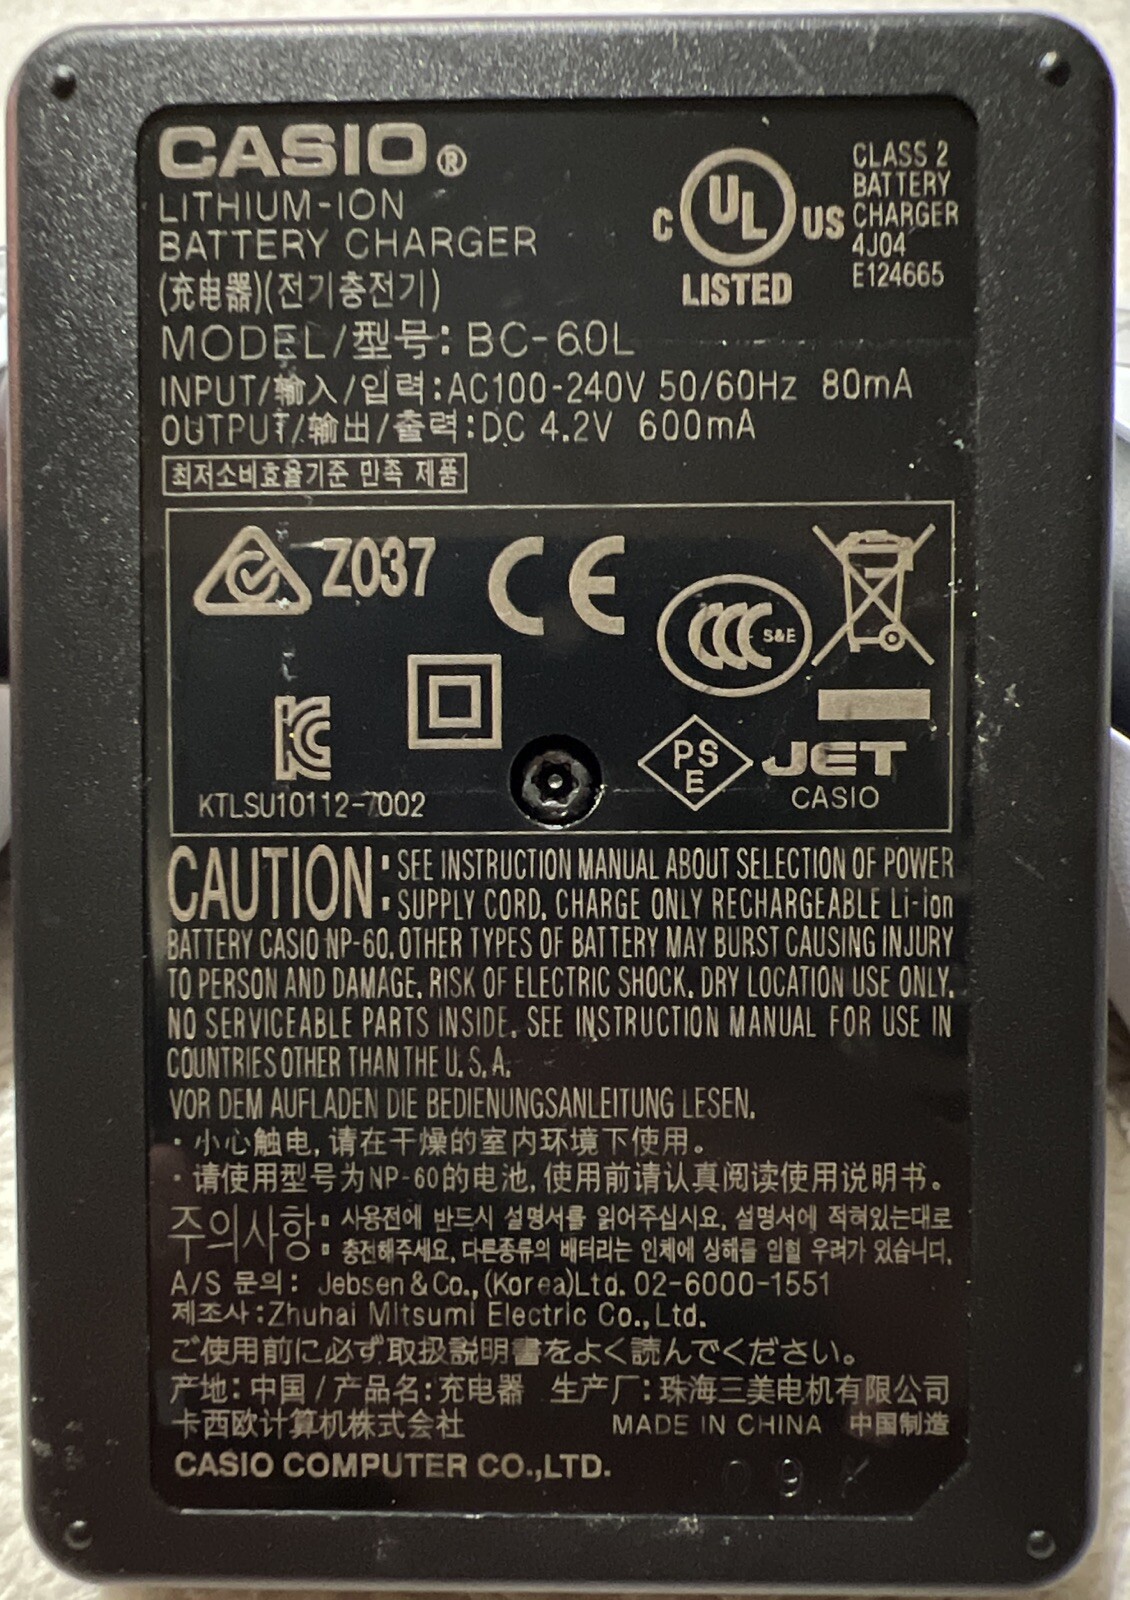 CASIO®
LITHIUM-ION
BATTERY CHARGER
(充电器)(전기충전기)
MODEL/型号: BC-60L
INPUT/输入/입력:AC100-240V 50/60Hz 80mA
OUTPUT/输出/출력:DC 4.2V 600mA
최저소비효율기준 만족 제품
C UL US
LISTED
CLASS 2
BATTERY
CHARGER
4J04
E124665
Z037
CE
CCC S&E
KC
KTLSU10112-7002
PS
E
JET
CASIO
CAUTION: SEE INSTRUCTION MANUAL ABOUT SELECTION OF POWER
SUPPLY CORD. CHARGE ONLY RECHARGEABLE Li-ion
BATTERY CASIO NP-60. OTHER TYPES OF BATTERY MAY BURST CAUSING INJURY
TO PERSON AND DAMAGE. RISK OF ELECTRIC SHOCK. DRY LOCATION USE ONLY.
NO SERVICEABLE PARTS INSIDE. SEE INSTRUCTION MANUAL FOR USE IN
COUNTRIES OTHER THAN THE U.S.A.
VOR DEM AUFLADEN DIE BEDIENUNGSANLEITUNG LESEN.
·小心触电,请在干燥的室内环境下使用。
·请使用型号为NP-60的电池,使用前请认真阅读使用说明书。
주의사항: 사용전에 반드시 설명서를 읽어주십시요. 설명서에 적혀있는대로
충전해주세요. 다른종류의 배터리는 인체에 상해를 입힐 우려가 있습니다.
A/S 문의: Jebsen & Co., (Korea)Ltd. 02-6000-1551
제조사:Zhuhai Mitsumi Electric Co.,Ltd.
ご使用前に必ず取扱説明書をよく読んでください。
产地:中国/产品名:充电器 生产厂:珠海三美电机有限公司
卡西欧计算机株式会社 MADE IN CHINA 中国制造
CASIO COMPUTER CO.,LTD.
09